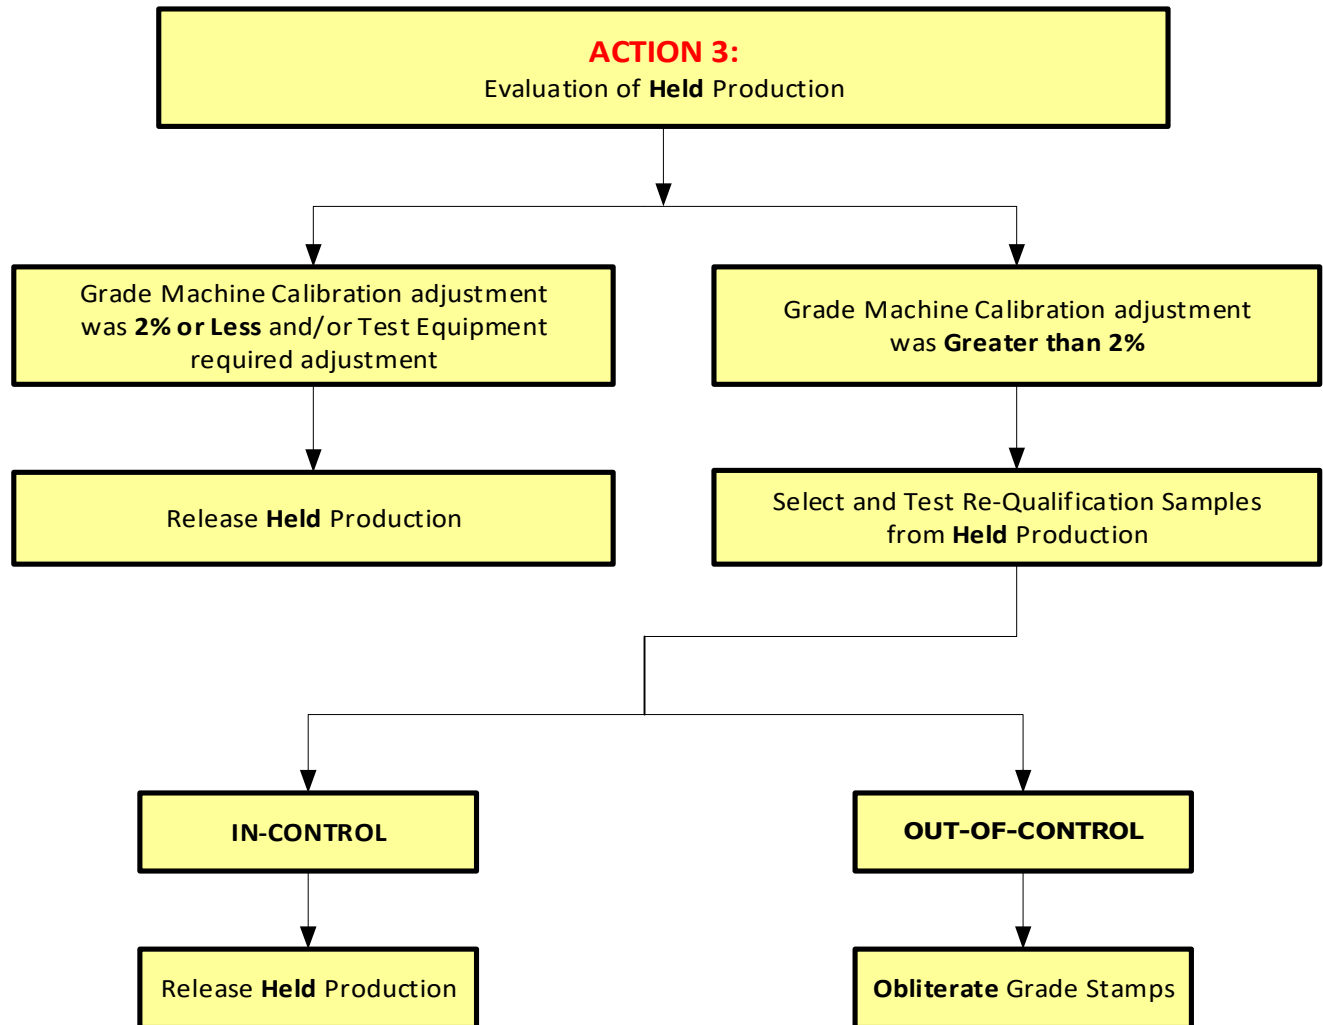 ACTION 3:
Evaluation of Held Production
Grade Machine Calibration adjustment
was 2% or Less and/or Test Equipment
required adjustment
Grade Machine Calibration adjustment
was Greater than 2%
Release Held Production
Select and Test Re-Qualification Samples
from Held Production
IN-CONTROL
OUT-OF-CONTROL
Release Held Production
Obliterate Grade Stamps